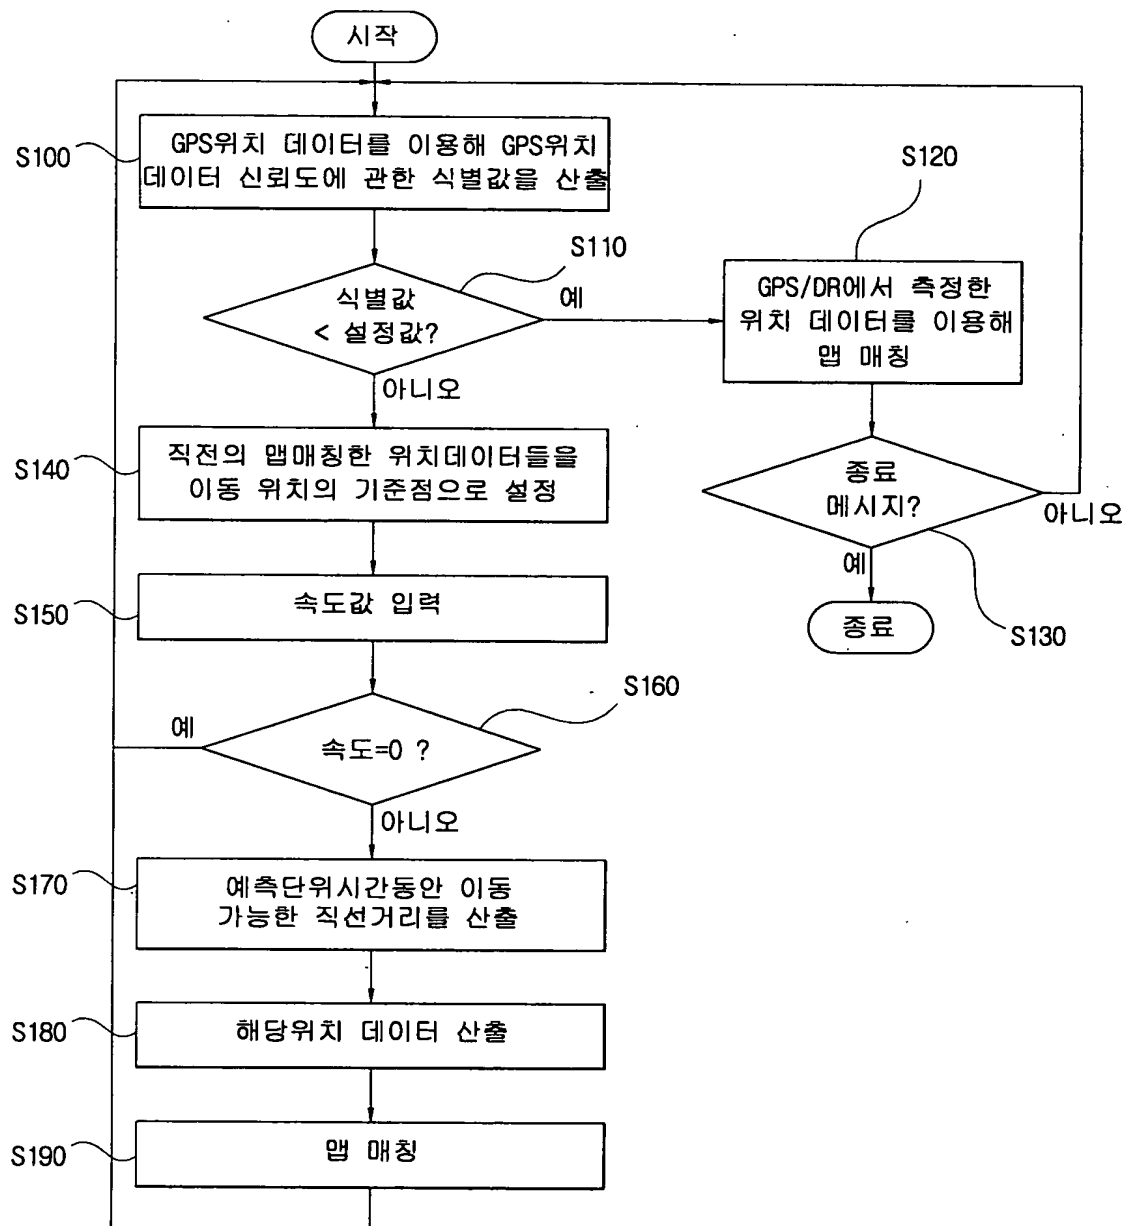 시작
S100
GPS위치 데이터를 이용해 GPS위치
데이터 신뢰도에 관한 식별값을 산출
S110
식별값
< 설정값?
예
아니오
S120
GPS/DR에서 측정한
위치 데이터를 이용해
맵 매칭
종료
메시지?
아니오
예
S130
종료
S140
직전의 맵매칭한 위치데이터들을
이동 위치의 기준점으로 설정
S150
속도값 입력
S160
예
속도=0 ?
아니오
S170
예측단위시간동안 이동
가능한 직선거리를 산출
S180
해당위치 데이터 산출
S190
맵 매칭